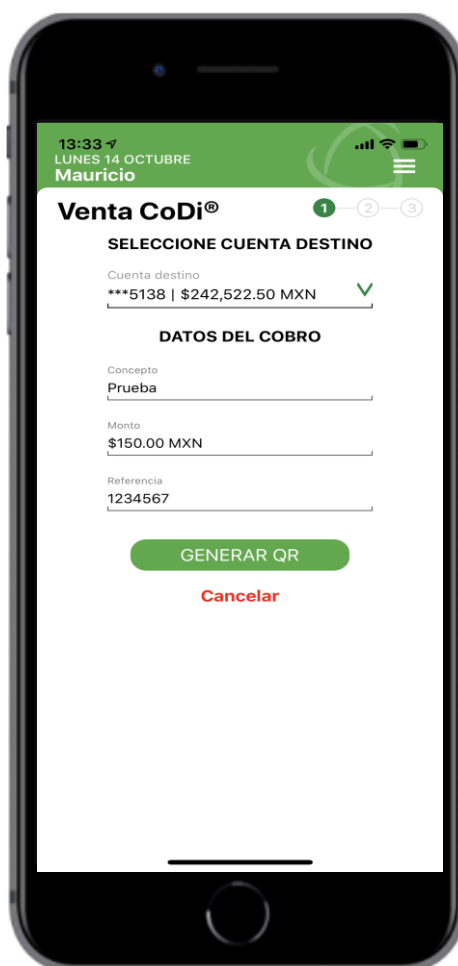 13:33
LUNES 14 OCTUBRE
Mauricio
Venta CoDi®
1 2 3
SELECCIONE CUENTA DESTINO
Cuenta destino
***5138 | $242,522.50 MXN
DATOS DEL COBRO
Concepto
Prueba
Monto
$150.00 MXN
Referencia
1234567
GENERAR QR
Cancelar